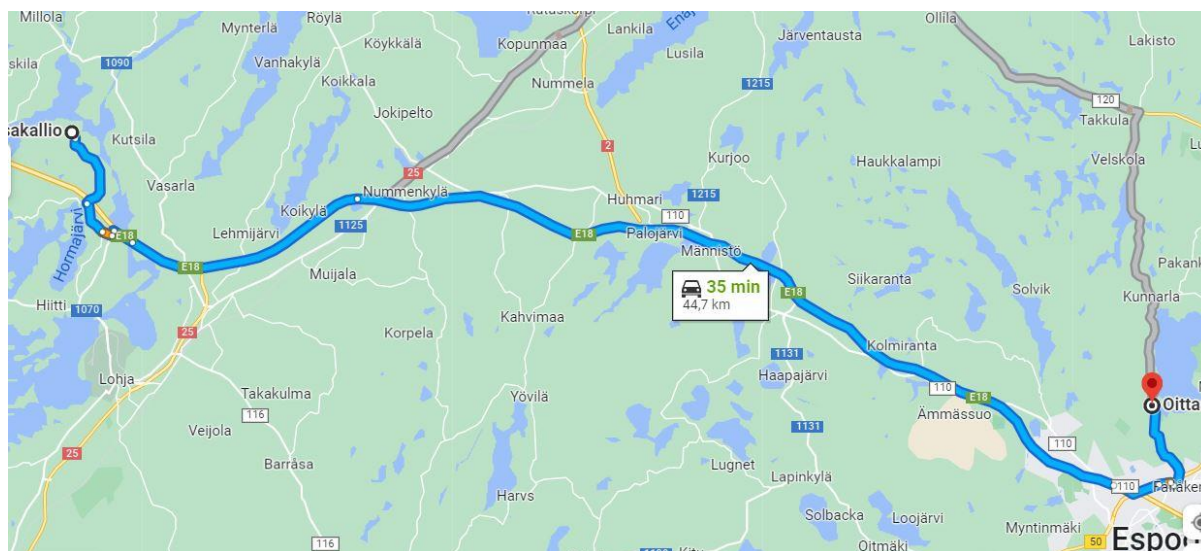 Millola
Mynterlä
Röylä
Köykkälä
Kopunmaa
Lankila
Lusila
Järventausta
Ollila
Lakisto
1090
Vanhakylä
Koikkala
Nummela
1215
1215
120
Takkula
Jokipelto
2
sakallio
Kutsila
25
Kurjoo
Haukkalampi
Velskola
Vasarla
Nummenkylä
Huhmari
1215
Koikylä
1125
110
Lehmijärvi
E18
E18
Palojärvi
Männistö
Hormajärvi
E18
Muijala
35 min
44,7 km
Siikaranta
Solvik
Kunnarla
Hiitti
1070
E18
25
Korpela
Kahvimaa
Kolmiranta
1131
Haapajärvi
Lohja
Takakulma
Yövilä
110
E18
Oitta
Ämmässuo
116
Veijola
1131
110
25
Barråsa
Lugnet
Lapinkylä
110
Harvs
Solbacka
Loojärvi
Myntinmäki
116
Oitmäki
50
Espo